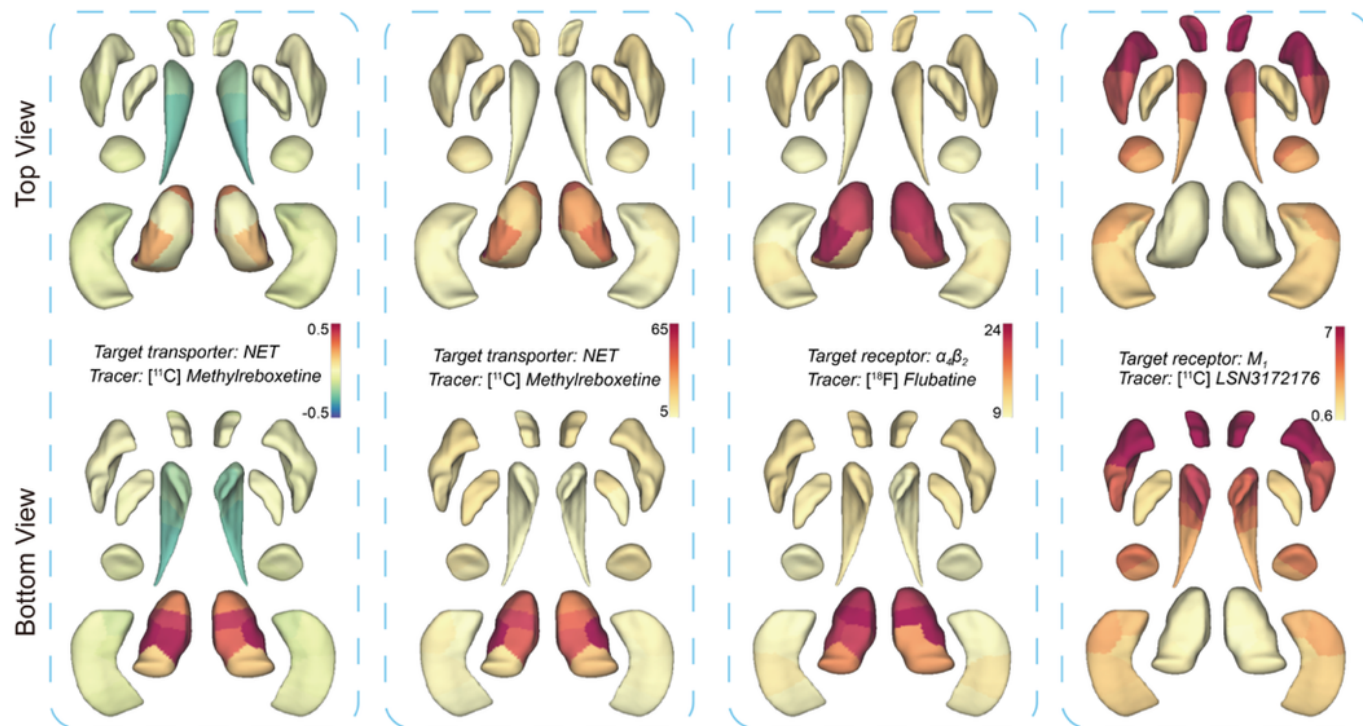 Top View
0.5
Target transporter: NET
Tracer: [¹¹C] Methylreboxetine
-0.5
65
Target transporter: NET
Tracer: [¹¹C] Methylreboxetine
5
24
Target receptor: α₄β₂
Tracer: [¹⁸F] Flubatine
9
7
Target receptor: M₁
Tracer: [¹¹C] LSN3172176
0.6
Bottom View